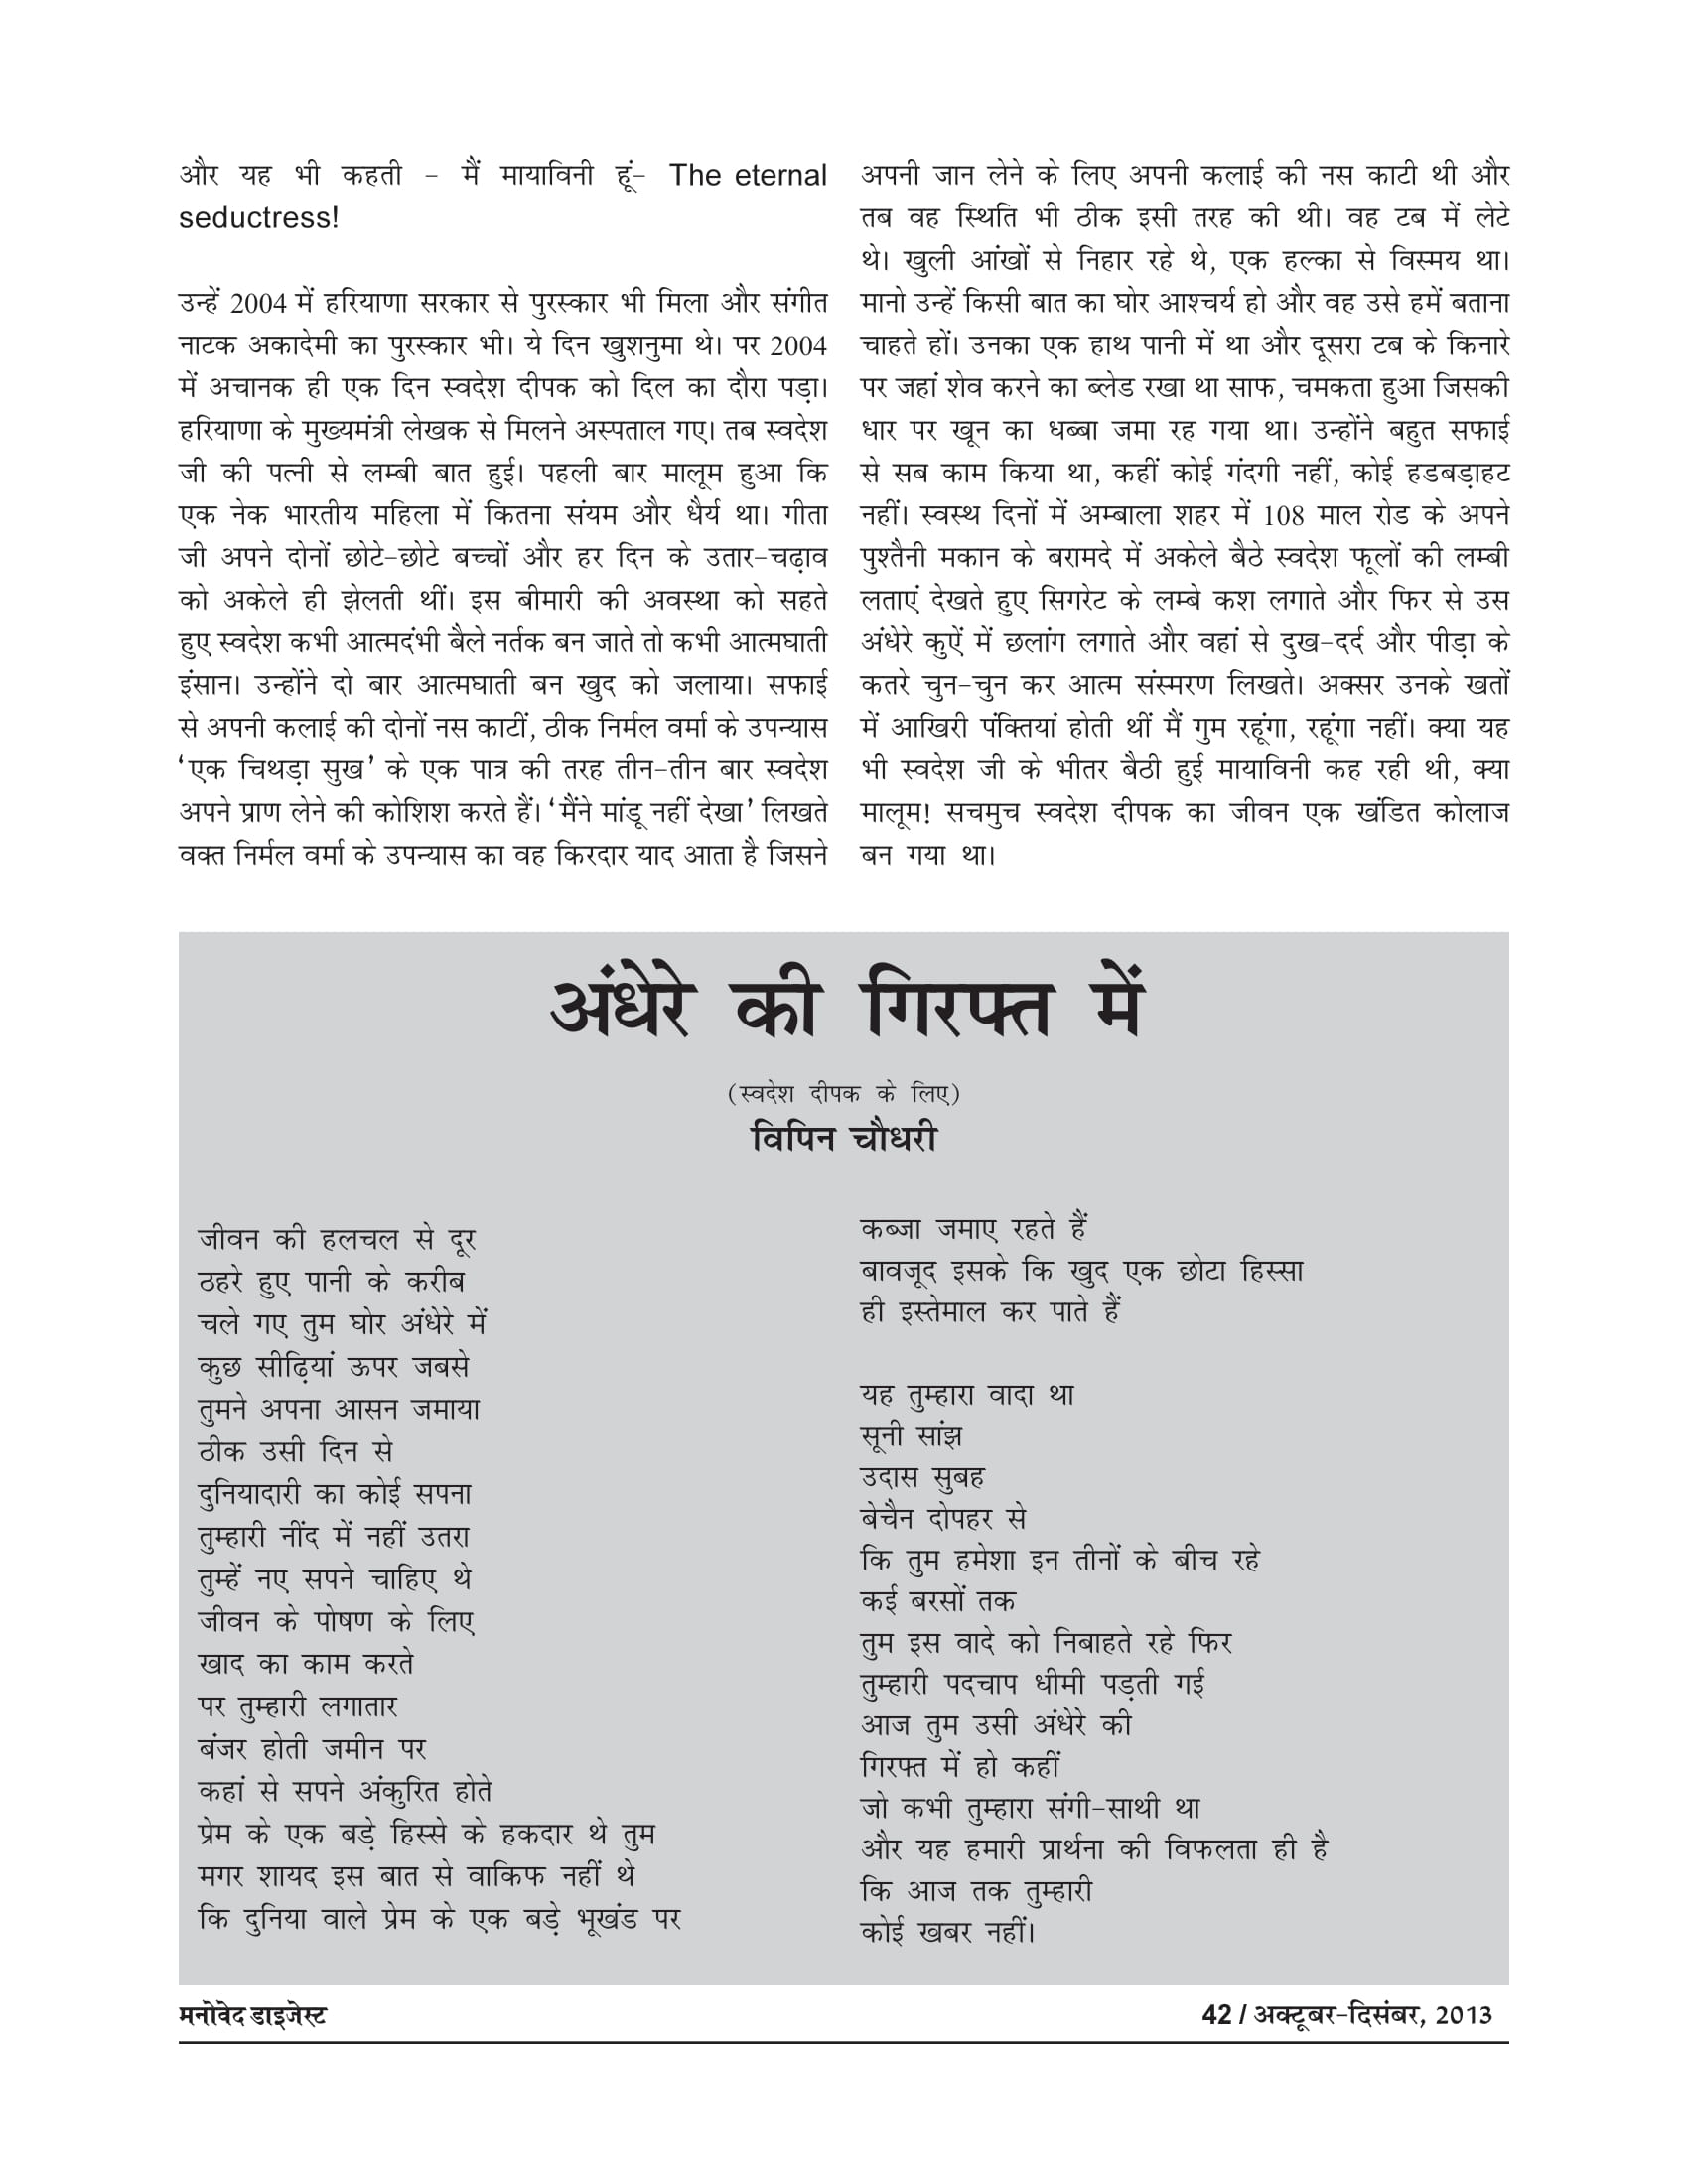 और यह भी कहती - मैं मायाविनी हूं- The eternal
seductress!
उन्हें 2004 में हरियाणा सरकार से पुरस्कार भी मिला और संगीत
नाटक अकादेमी का पुरस्कार भी। ये दिन खुशनुमा थे। पर 2004
में अचानक ही एक दिन स्वदेश दीपक को दिल का दौरा पड़ा।
हरियाणा के मुख्यमंत्री लेखक से मिलने अस्पताल गए। तब स्वदेश
जी की पत्नी से लम्बी बात हुई। पहली बार मालूम हुआ कि
एक नेक भारतीय महिला में कितना संयम और धैर्य था। गीता
जी अपने दोनों छोटे-छोटे बच्चों और हर दिन के उतार-चढ़ाव
को अकेले ही झेलती थीं। इस बीमारी की अवस्था को सहते
हुए स्वदेश कभी आत्मदंभी बैले नर्तक बन जाते तो कभी आत्मघाती
इंसान। उन्होंने दो बार आत्मघाती बन खुद को जलाया। सफाई
से अपनी कलाई की दोनों नस काटीं, ठीक निर्मल वर्मा के उपन्यास
‘एक चिथड़ा सुख’ के एक पात्र की तरह तीन-तीन बार स्वदेश
अपने प्राण लेने की कोशिश करते हैं। ‘मैंने मांडू नहीं देखा’ लिखते
वक्त निर्मल वर्मा के उपन्यास का वह किरदार याद आता है जिसने
अपनी जान लेने के लिए अपनी कलाई की नस काटी थी और
तब वह स्थिति भी ठीक इसी तरह की थी। वह टब में लेटे
थे। खुली आंखों से निहार रहे थे, एक हल्का से विस्मय था।
मानो उन्हें किसी बात का घोर आश्चर्य हो और वह उसे हमें बताना
चाहते हों। उनका एक हाथ पानी में था और दूसरा टब के किनारे
पर जहां शेव करने का ब्लेड रखा था साफ, चमकता हुआ जिसकी
धार पर खून का धब्बा जमा रह गया था। उन्होंने बहुत सफाई
से सब काम किया था, कहीं कोई गंदगी नहीं, कोई हडबड़ाहट
नहीं। स्वस्थ दिनों में अम्बाला शहर में 108 माल रोड के अपने
पुश्तैनी मकान के बरामदे में अकेले बैठे स्वदेश फूलों की लम्बी
लताएं देखते हुए सिगरेट के लम्बे कश लगाते और फिर से उस
अंधेरे कुऐं में छलांग लगाते और वहां से दुख-दर्द और पीड़ा के
कतरे चुन-चुन कर आत्म संस्मरण लिखते। अक्सर उनके खतों
में आखिरी पंक्तियां होती थीं मैं गुम रहूंगा, रहूंगा नहीं। क्या यह
भी स्वदेश जी के भीतर बैठी हुई मायाविनी कह रही थी, क्या
मालूम! सचमुच स्वदेश दीपक का जीवन एक खंडित कोलाज
बन गया था।
अंधेरे की गिरफ्त में
(स्वदेश दीपक के लिए)
विपिन चौधरी
जीवन की हलचल से दूर
ठहरे हुए पानी के करीब
चले गए तुम घोर अंधेरे में
कुछ सीढ़ियां ऊपर जबसे
तुमने अपना आसन जमाया
ठीक उसी दिन से
दुनियादारी का कोई सपना
तुम्हारी नींद में नहीं उतरा
तुम्हें नए सपने चाहिए थे
जीवन के पोषण के लिए
खाद का काम करते
पर तुम्हारी लगातार
बंजर होती जमीन पर
कहां से सपने अंकुरित होते
प्रेम के एक बड़े हिस्से के हकदार थे तुम
मगर शायद इस बात से वाकिफ नहीं थे
कि दुनिया वाले प्रेम के एक बड़े भूखंड पर
कब्जा जमाए रहते हैं
बावजूद इसके कि खुद एक छोटा हिस्सा
ही इस्तेमाल कर पाते हैं
यह तुम्हारा वादा था
सूनी सांझ
उदास सुबह
बेचैन दोपहर से
कि तुम हमेशा इन तीनों के बीच रहे
कई बरसों तक
तुम इस वादे को निबाहते रहे फिर
तुम्हारी पदचाप धीमी पड़ती गई
आज तुम उसी अंधेरे की
गिरफ्त में हो कहीं
जो कभी तुम्हारा संगी-साथी था
और यह हमारी प्रार्थना की विफलता ही है
कि आज तक तुम्हारी
कोई खबर नहीं।
मनोवेद डाइजेस्ट
42 / अक्टूबर-दिसंबर, 2013